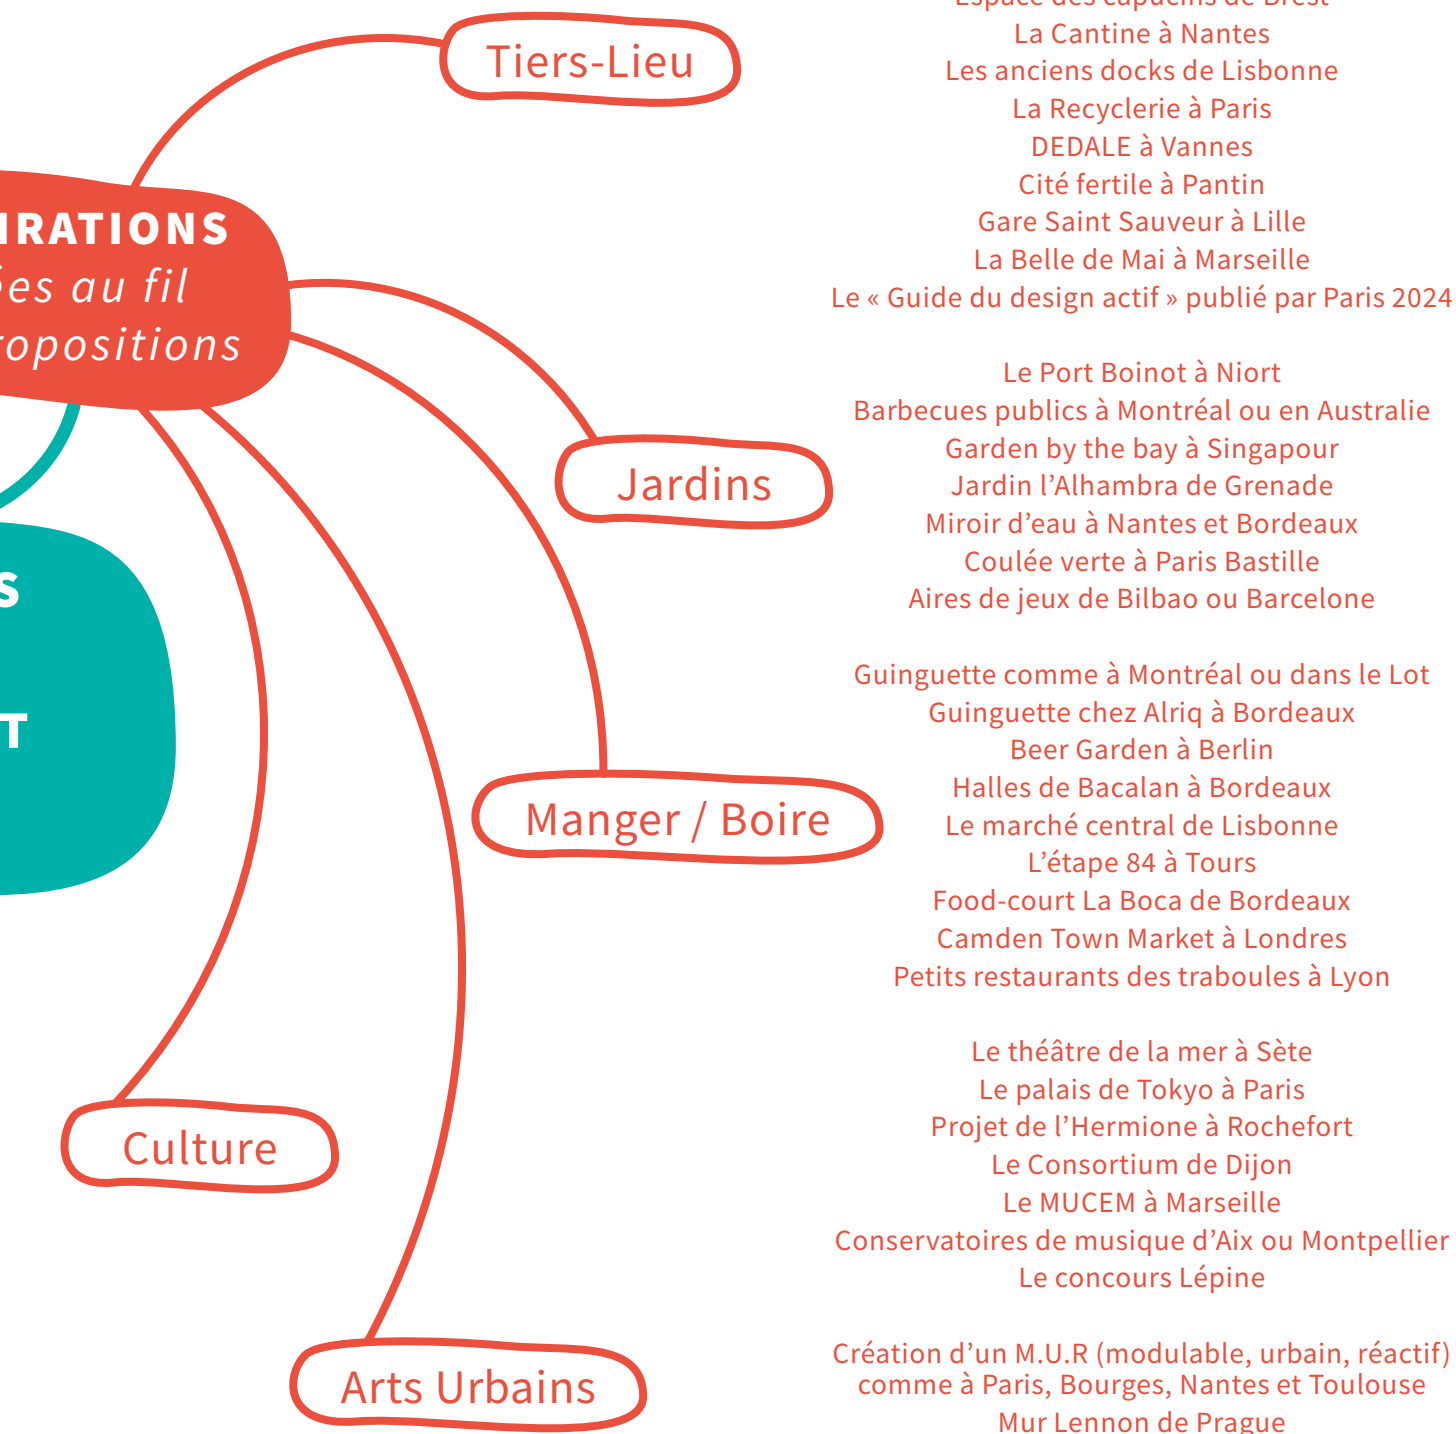 Espace des capucins de Brest
La Cantine à Nantes
Les anciens docks de Lisbonne
La Recyclerie à Paris
DEDALE à Vannes
Cité fertile à Pantin
Gare Saint Sauveur à Lille
La Belle de Mai à Marseille
Le « Guide du design actif » publié par Paris 2024
Tiers-Lieu
IRATIONS
es au fil
ropositions
Le Port Boinot à Niort
Barbecues publics à Montréal ou en Australie
Garden by the bay à Singapour
Jardin l’Alhambra de Grenade
Miroir d’eau à Nantes et Bordeaux
Coulée verte à Paris Bastille
Aires de jeux de Bilbao ou Barcelone
Jardins
S
T
Guinguette comme à Montréal ou dans le Lot
Guinguette chez Alriq à Bordeaux
Beer Garden à Berlin
Halles de Bacalan à Bordeaux
Le marché central de Lisbonne
L’étape 84 à Tours
Food-court La Boca de Bordeaux
Camden Town Market à Londres
Petits restaurants des traboules à Lyon
Manger / Boire
Le théâtre de la mer à Sète
Le palais de Tokyo à Paris
Projet de l’Hermione à Rochefort
Le Consortium de Dijon
Le MUCEM à Marseille
Conservatoires de musique d’Aix ou Montpellier
Le concours Lépine
Culture
Création d’un M.U.R (modulable, urbain, réactif)
comme à Paris, Bourges, Nantes et Toulouse
Mur Lennon de Prague
Arts Urbains